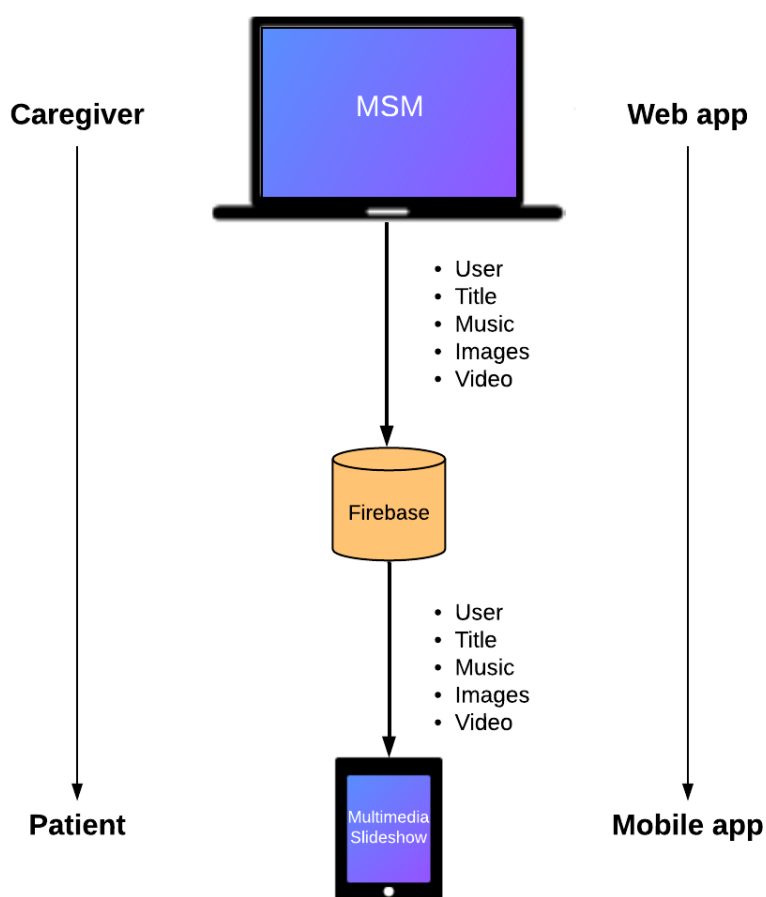 MSM
Caregiver
Web app
• User
• Title
• Music
• Images
• Video
Firebase
• User
• Title
• Music
• Images
• Video
Multimedia
Slideshow
Patient
Mobile app